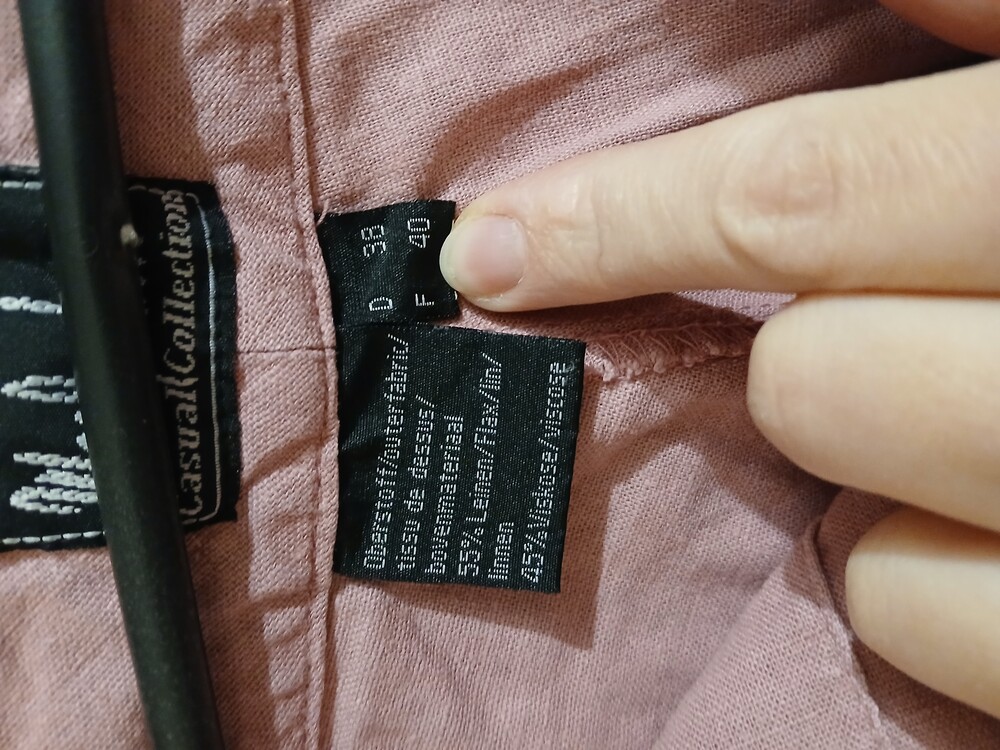 Casual Collection
D 38
F 40
Oberstoff/outer fabric/
tissu de dessus/
bovenmateriaal
55% Leinen/Flax/lin/
linnen
45% Viskose/viscose